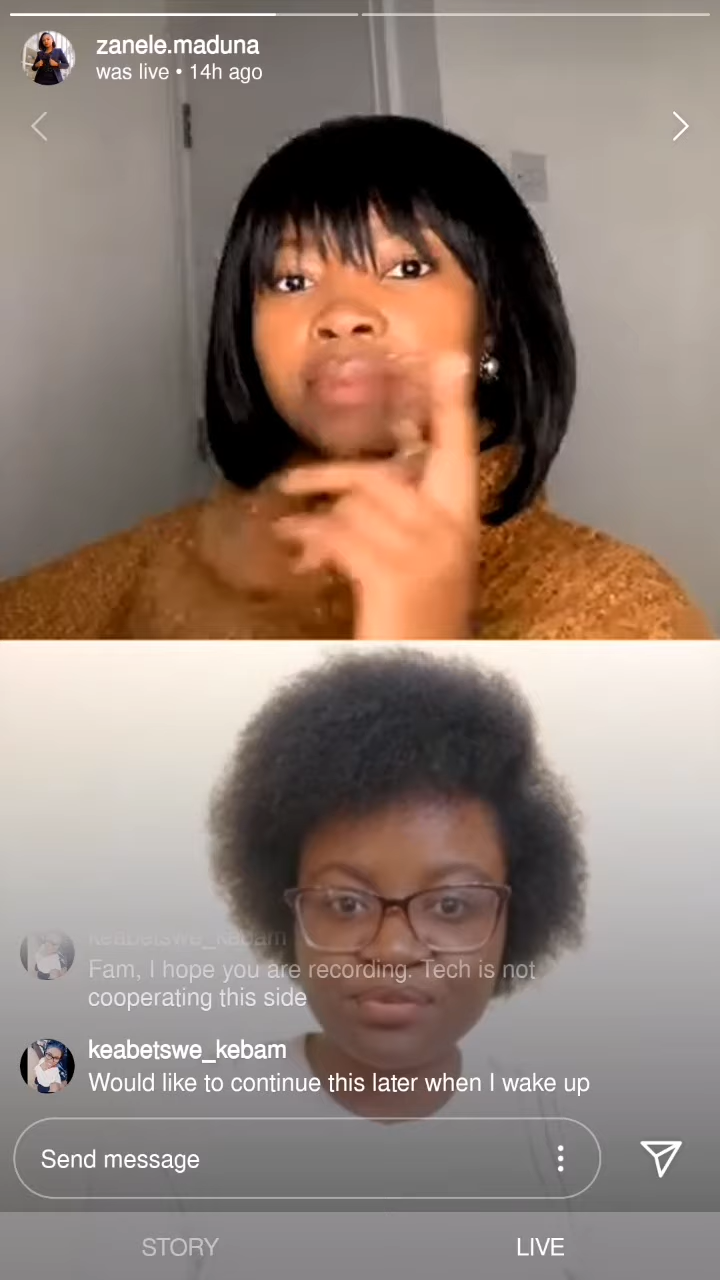 zanele.maduna
was live • 14h ago
keabetswe_kebam
Fam, I hope you are recording. Tech is not
cooperating this side
keabetswe_kebam
Would like to continue this later when I wake up
Send message
STORY
LIVE